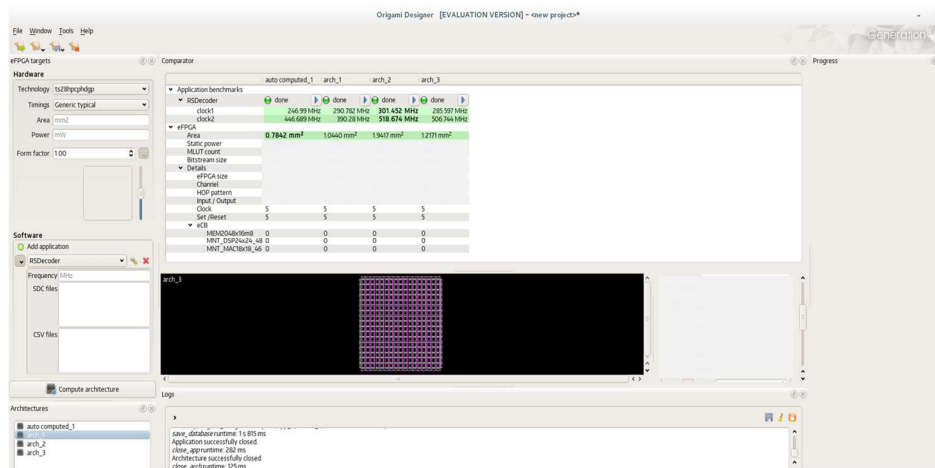 Origami Designer [EVALUATION VERSION] - <new project>*
File Window Tools Help
Generation
eFPGA targets
Comparator
Progress
Hardware
Technology ts28hpcphdgp
Timings Generic typical
Area mm2
Power mW
Form factor 1.00
auto computed_1 arch_1 arch_2 arch_3
Application benchmarks
RSDecoder done done done done
clock1 246.99 MHz 290.782 MHz 301.452 MHz 285.597 MHz
clock2 446.689 MHz 390.28 MHz 518.674 MHz 506.744 MHz
eFPGA
Area 0.7842 mm² 1.0440 mm² 1.9417 mm² 1.2171 mm²
Static power
MLUT count
Bitstream size
Details
eFPGA size
Channel
HOP pattern
Input / Output
Clock 5 5 5 5
Set /Reset 5 5 5 5
eCB
MEM2048x16m8 0 0 0 0
MNT_DSP24x24_48 0 0 0 0
MNT_MAC18x18_46 0 0 0 0
Software
Add application
RSDecoder
Frequency MHz
SDC files
CSV files
Compute architecture
arch_3
Logs
save_database runtime: 1 s 815 ms
Application successfully closed.
close_app runtime: 282 ms
Architecture successfully closed.
close_arch runtime: 125 ms
Architectures
auto computed_1
arch_1
arch_2
arch_3